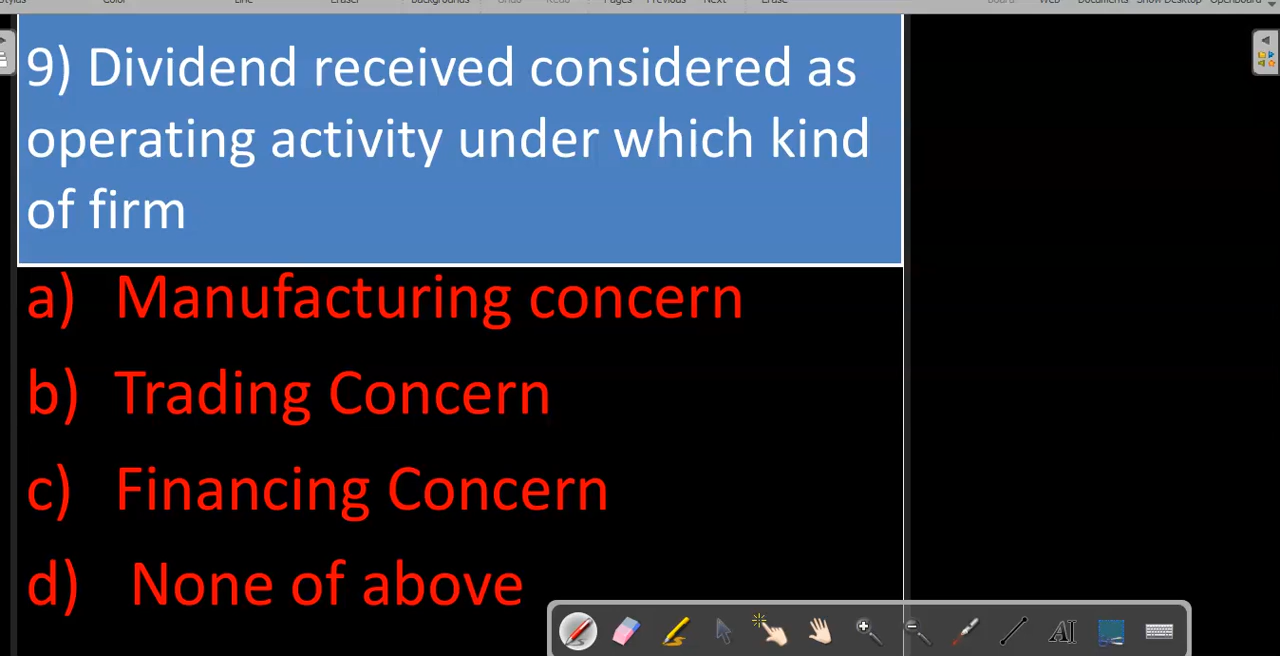 9) Dividend received considered as
operating activity under which kind
of firm
a) Manufacturing concern
b) Trading Concern
c) Financing Concern
d) None of above
AI